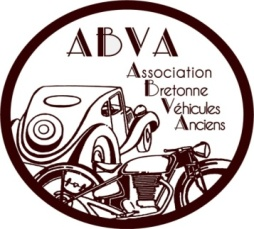 ABVA
Association
Bretonne
Véhicules
Anciens